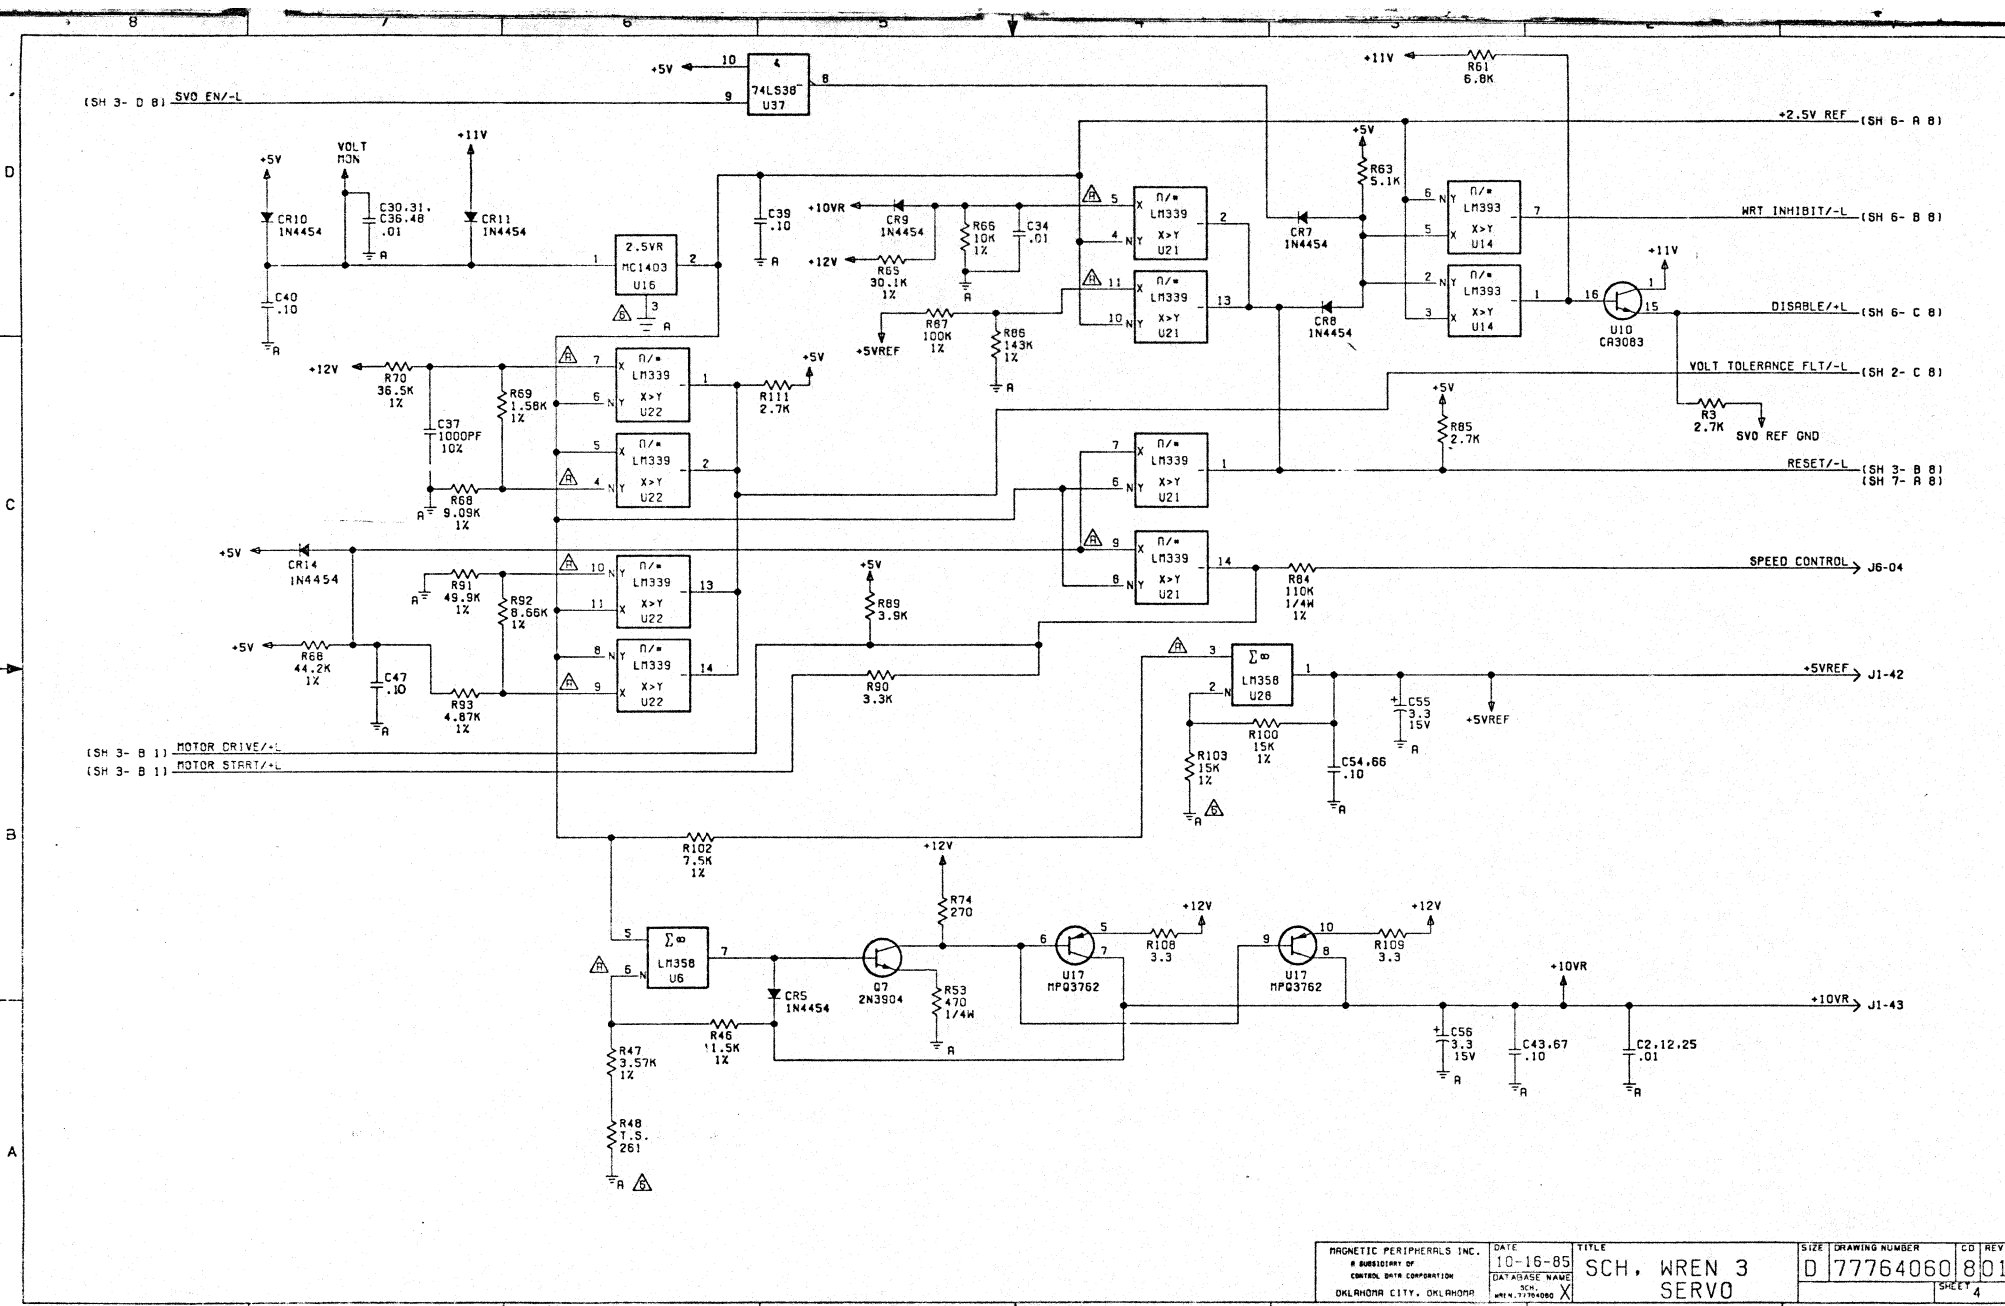 8 7 6 5 4 3 2
D
C
B
A
+5V
10
&
74LS38
U37
8
9
(SH 3- D 8) SVO EN/-L
+11V
R61
6.8K
+2.5V REF (SH 6- A 8)
+5V
VOLT
MON
+11V
CR10
1N4454
C30,31,
C36,48
.01
A
CR11
1N4454
C40
.10
A
1
2.5VR
MC1403
U16
2
3
6
A
C39
.10
A
+10VR
CR9
1N4454
+12V
R65
30.1K
1%
R66
10K
1%
C34
.01
A
+5VREF
R87
100K
1%
R86
143K
1%
A
A 5 X
Π/*
LM339
X>Y
U21
2
4 N Y
A 11 X
Π/*
LM339
X>Y
U21
13
10 N Y
CR7
1N4454
CR8
1N4454
+5V
R63
5.1K
6 N Y
Π/*
LM393
X>Y
U14
7
5 X
WRT INHIBIT/-L (SH 6- B 8)
2 N Y
Π/*
LM393
X>Y
U14
1
3 X
+11V
16
1
15
U10
CA3083
DISABLE/+L (SH 6- C 8)
VOLT TOLERANCE FLT/-L (SH 2- C 8)
R3
2.7K
SVO REF GND
+5V
R85
2.7K
RESET/-L (SH 3- B 8)
(SH 7- A 8)
+12V
R70
36.5K
1%
C37
1000PF
10%
R69
1.58K
1%
A
R68
9.09K
1%
A 7 X
Π/*
LM339
X>Y
U22
1
6 N Y
R111
2.7K
+5V
5 X
Π/*
LM339
X>Y
U22
2
A 4 N Y
7 X
Π/*
LM339
X>Y
U21
1
6 N Y
+5V
CR14
1N4454
A
R91
49.9K
1%
R92
8.66K
1%
A 10 N Y
Π/*
LM339
X>Y
U22
13
11 X
+5V
R89
3.9K
A 9 X
Π/*
LM339
X>Y
U21
14
8 N Y
R84
110K
1/4W
1%
SPEED CONTROL J6-04
+5V
R88
44.2K
1%
C47
.10
A
R93
4.87K
1%
8 N Y
Π/*
LM339
X>Y
U22
14
A 9 X
R90
3.3K
(SH 3- B 1) MOTOR DRIVE/+L
(SH 3- B 1) MOTOR START/+L
A 3
Σ∞
LM358
U28
1
2 N
R100
15K
1%
R103
15K
1%
A 6
C54,66
.10
A
C55
3.3
15V
A
+5VREF
+5VREF J1-42
R102
7.5K
1%
+12V
R74
270
5
Σ∞
LM358
U6
7
A 6 N
CR5
1N4454
Q7
2N3904
R53
470
1/4W
A
R46
11.5K
1%
R47
3.57K
1%
R48
T.S.
261
A 6
6
5
7
U17
MPQ3762
R108
3.3
+12V
9
10
8
U17
MPQ3762
R109
3.3
+12V
+10VR
+10VR J1-43
C56
3.3
15V
A
C43,67
.10
A
C2,12,25
.01
A
MAGNETIC PERIPHERALS INC.
A SUBSIDIARY OF
CONTROL DATA CORPORATION
OKLAHOMA CITY, OKLAHOMA
DATE
10-16-85
DATABASE NAME
SCH.
WREN.77764060 X
TITLE
SCH, WREN 3
SERVO
SIZE DRAWING NUMBER CD REV
D 77764060 8 01
SHEET 4